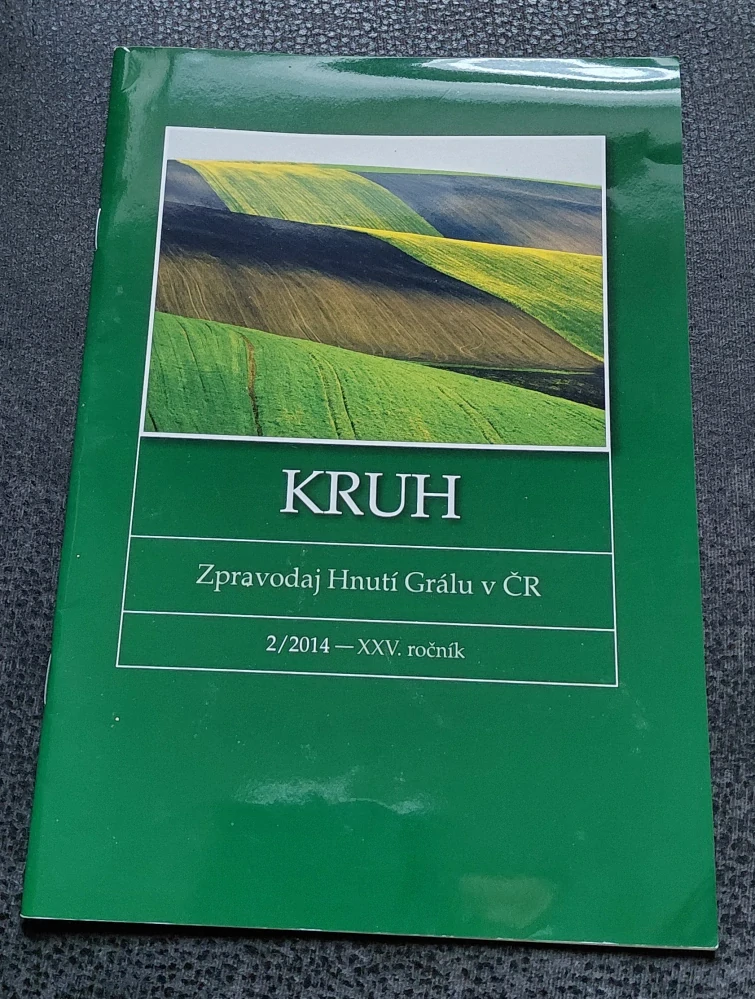 KRUH
Zpravodaj Hnutí Grálu v ČR
2/2014 — XXV. ročník